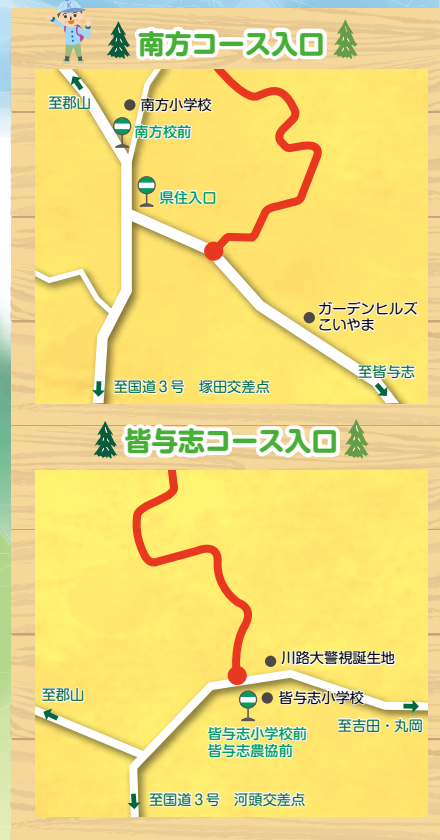 南方コース入口
至郡山
南方小学校
南方校前
県住入口
ガーデンヒルズ
こいやま
至皆与志
至国道3号　塚田交差点
皆与志コース入口
川路大警視誕生地
至郡山
皆与志小学校
至吉田・丸岡
皆与志小学校前
皆与志農協前
至国道3号　河頭交差点